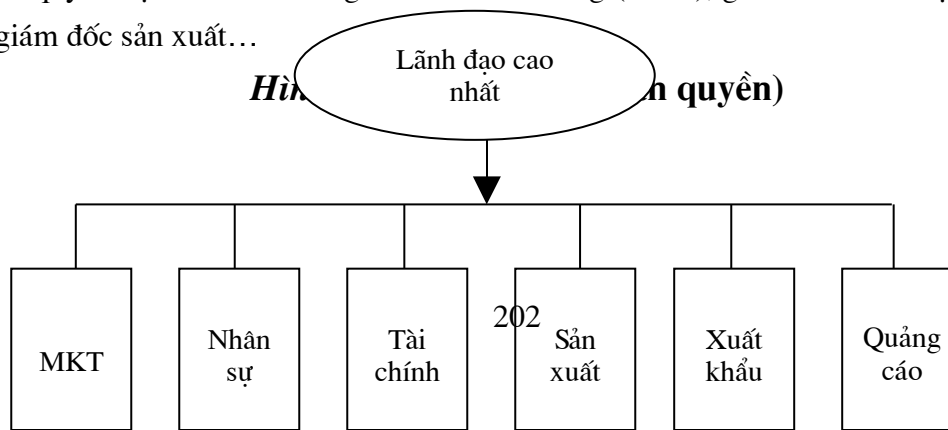 giám đốc sản xuất…
Lãnh đạo cao
nhất
quyền)
202
MKT
Nhân
sự
Tài
chính
Sản
xuất
Xuất
khẩu
Quảng
cáo